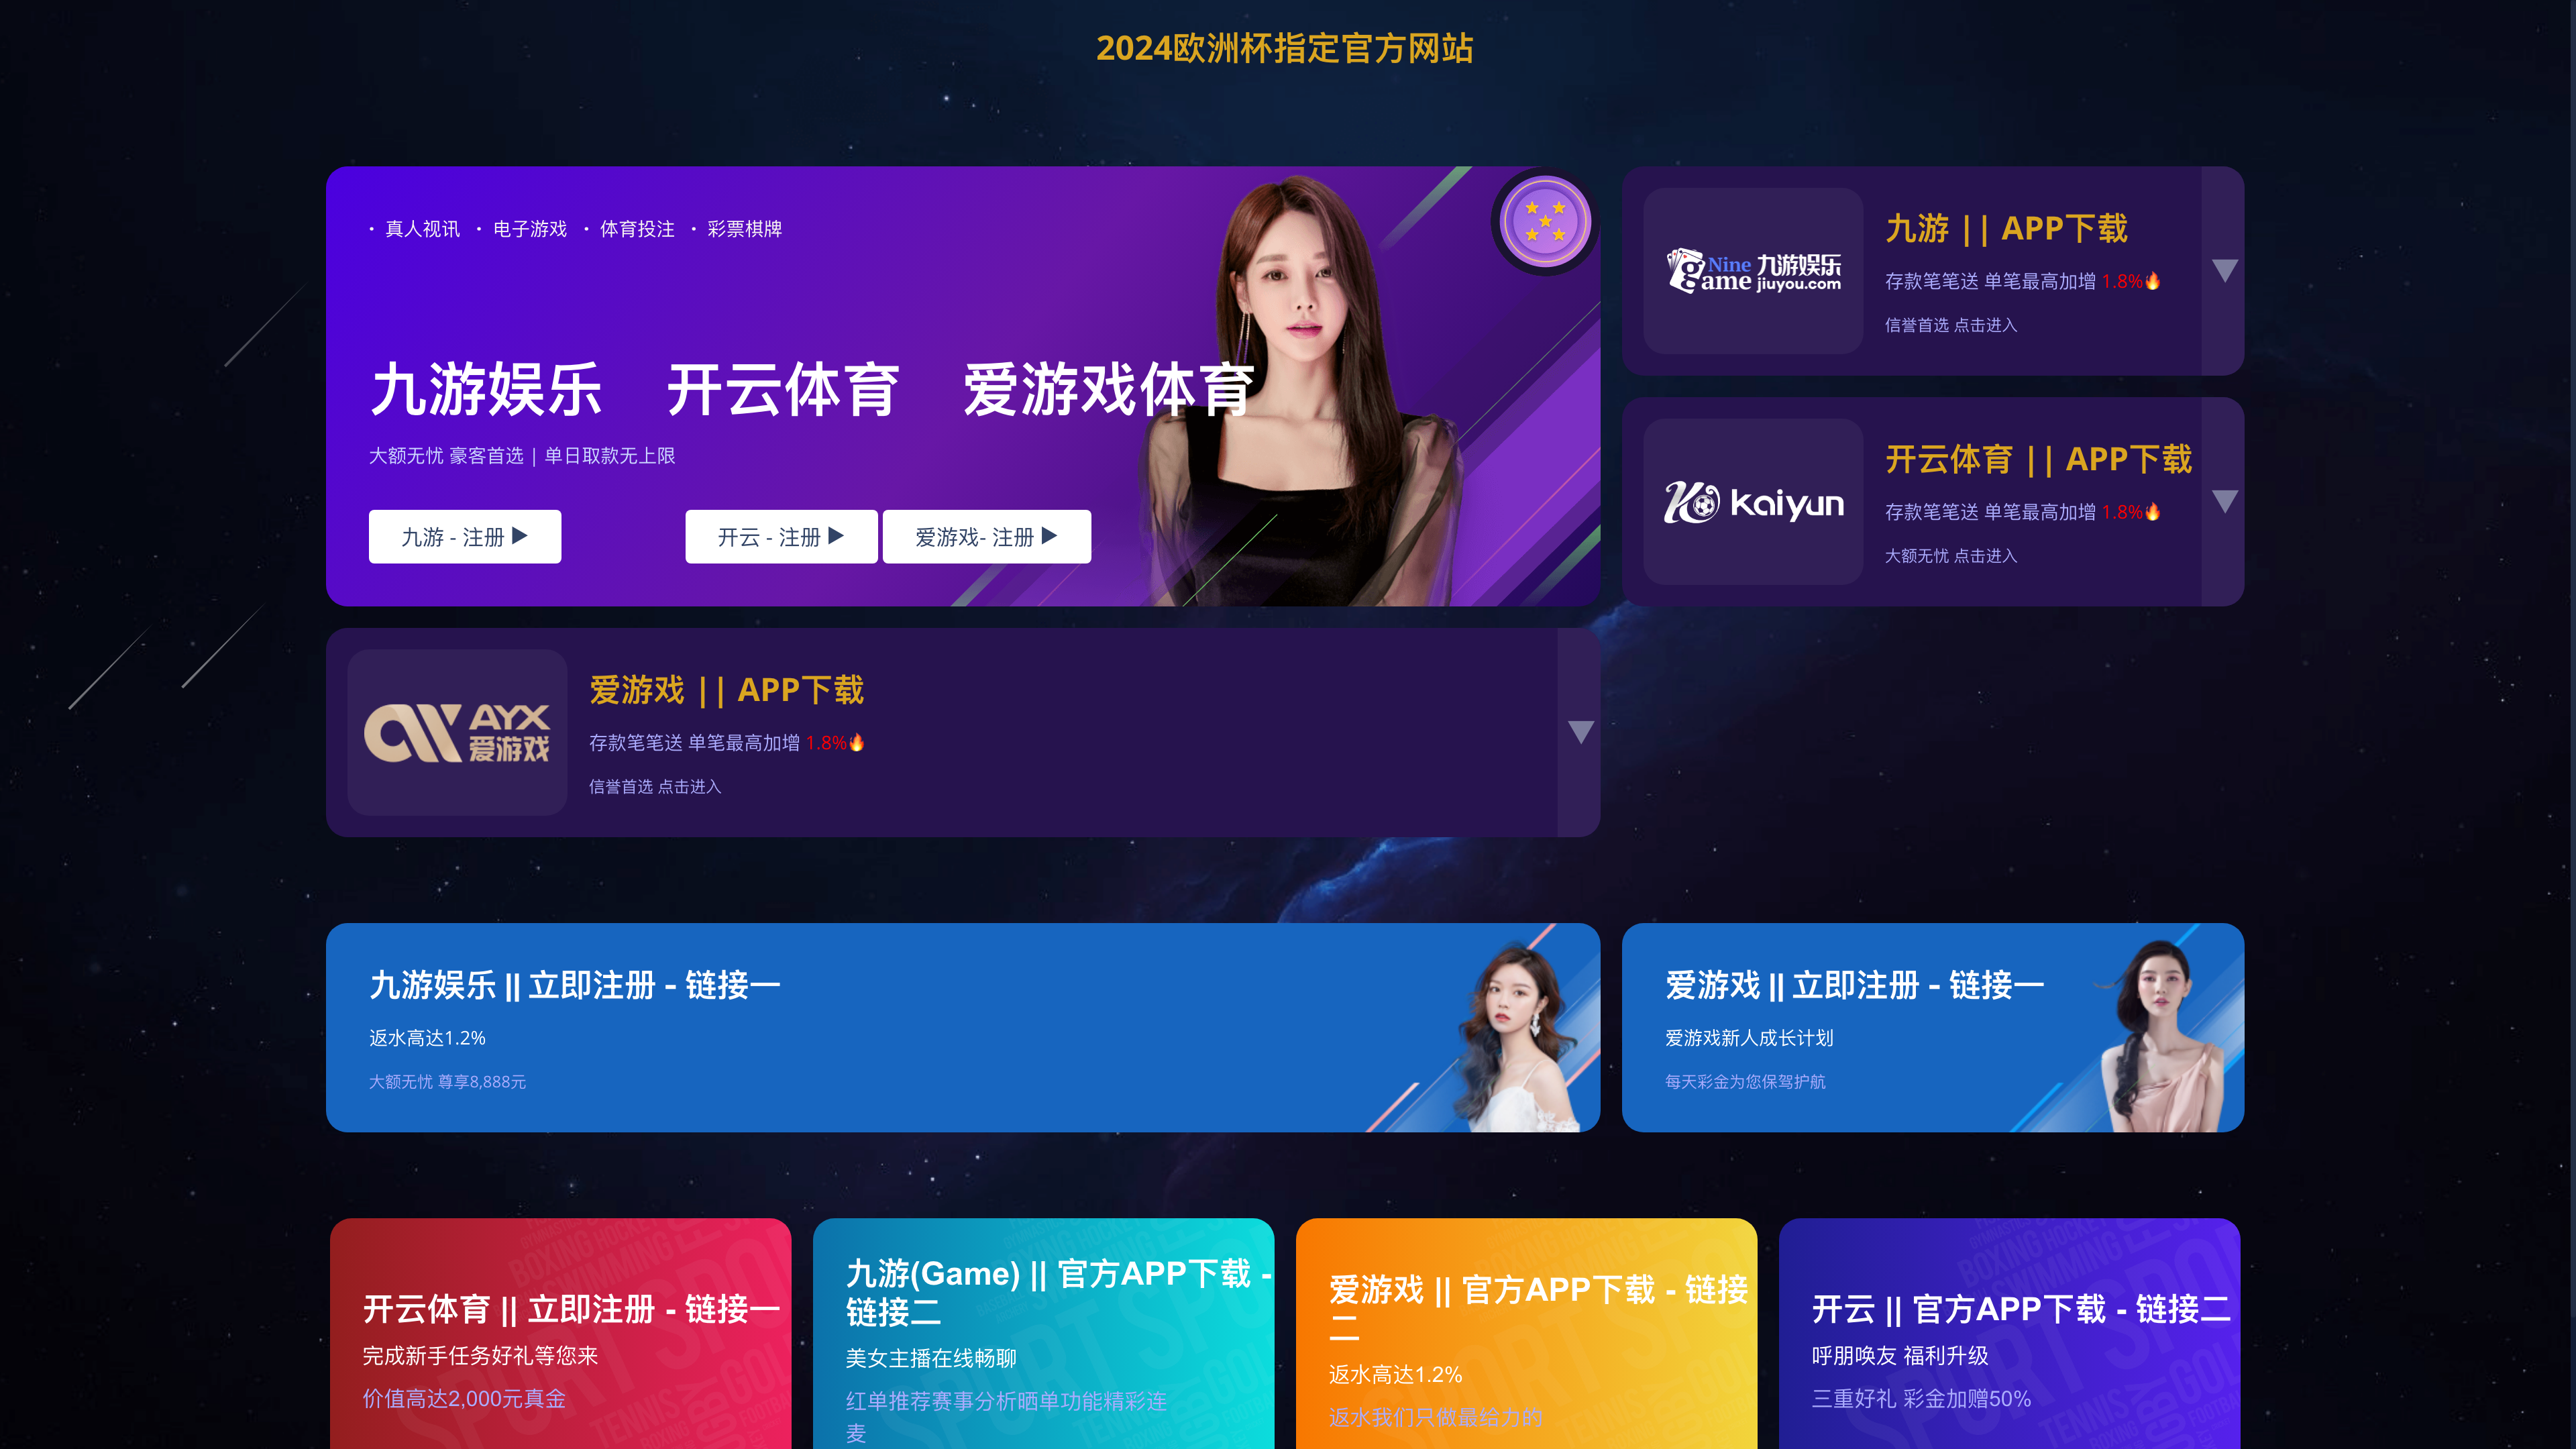 2024欧洲杯指定官方网站
· 真人视讯 · 电子游戏 · 体育投注 · 彩票棋牌
九游娱乐 开云体育 爱游戏体育
大额无忧 豪客首选 | 单日取款无上限
九游 - 注册 ▶
开云 - 注册 ▶
爱游戏- 注册 ▶
Nine game 九游娱乐
jiuyou.com
九游 || APP下载
存款笔笔送 单笔最高加增 1.8%🔥
信誉首选 点击进入
kaiyun
开云体育 || APP下载
存款笔笔送 单笔最高加增 1.8%🔥
大额无忧 点击进入
AYX
爱游戏
爱游戏 || APP下载
存款笔笔送 单笔最高加增 1.8%🔥
信誉首选 点击进入
九游娱乐 || 立即注册 - 链接一
返水高达1.2%
大额无忧 尊享8,888元
爱游戏 || 立即注册 - 链接一
爱游戏新人成长计划
每天彩金为您保驾护航
开云体育 || 立即注册 - 链接一
完成新手任务好礼等您来
价值高达2,000元真金
九游(Game) || 官方APP下载 -
链接二
美女主播在线畅聊
红单推荐赛事分析晒单功能精彩连
麦
爱游戏 || 官方APP下载 - 链接
二
返水高达1.2%
返水我们只做最给力的
开云 || 官方APP下载 - 链接二
呼朋唤友 福利升级
三重好礼 彩金加赠50%